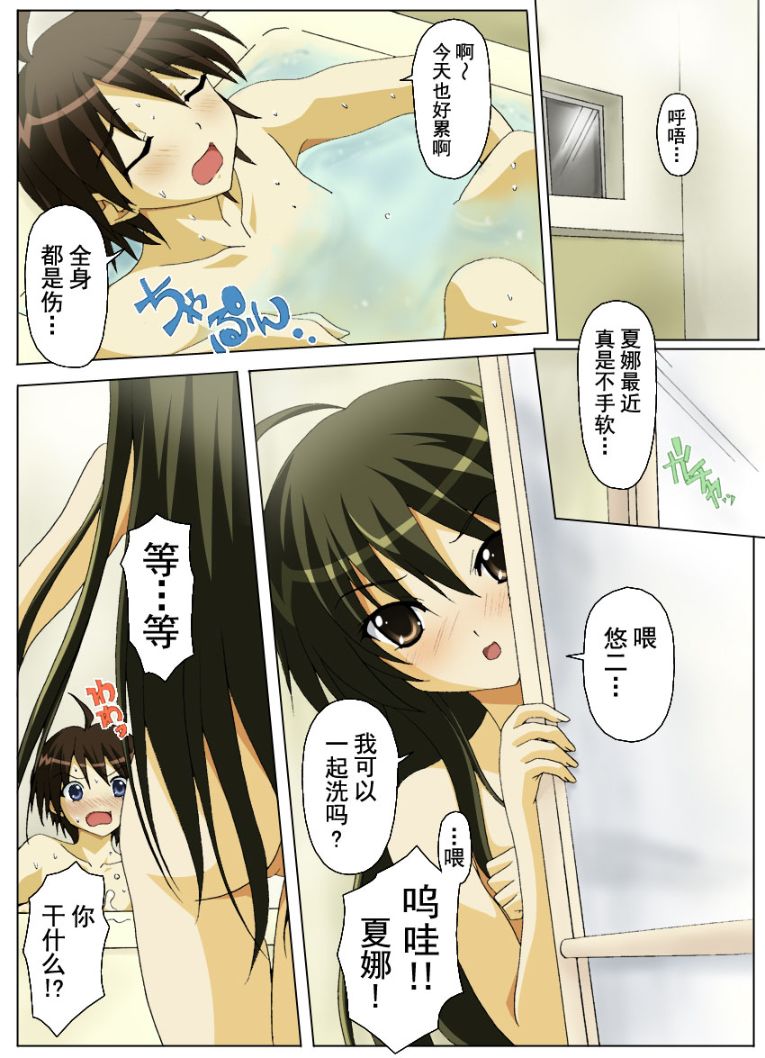 呼唔…
啊～
今天也好累啊
全身
都是伤…
ちゃぷん..
夏娜最近
真是不手软…
ガチャッ
喂
悠二…
我可以
一起洗吗?
…喂
呜哇!!
夏娜!
等…等
わわわっ
你
干什么!?